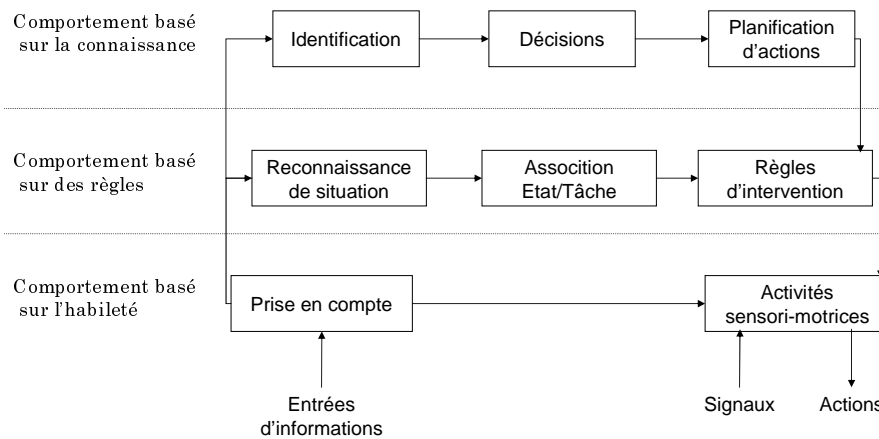 Comportement basé
sur la connaissance
Identification
Décisions
Planification
d'actions
Comportement basé
sur des règles
Reconnaissance
de situation
Assocition
Etat/Tâche
Règles
d'intervention
Comportement basé
sur l'habileté
Prise en compte
Activités
sensori-motrices
Entrées
d'informations
Signaux
Actions